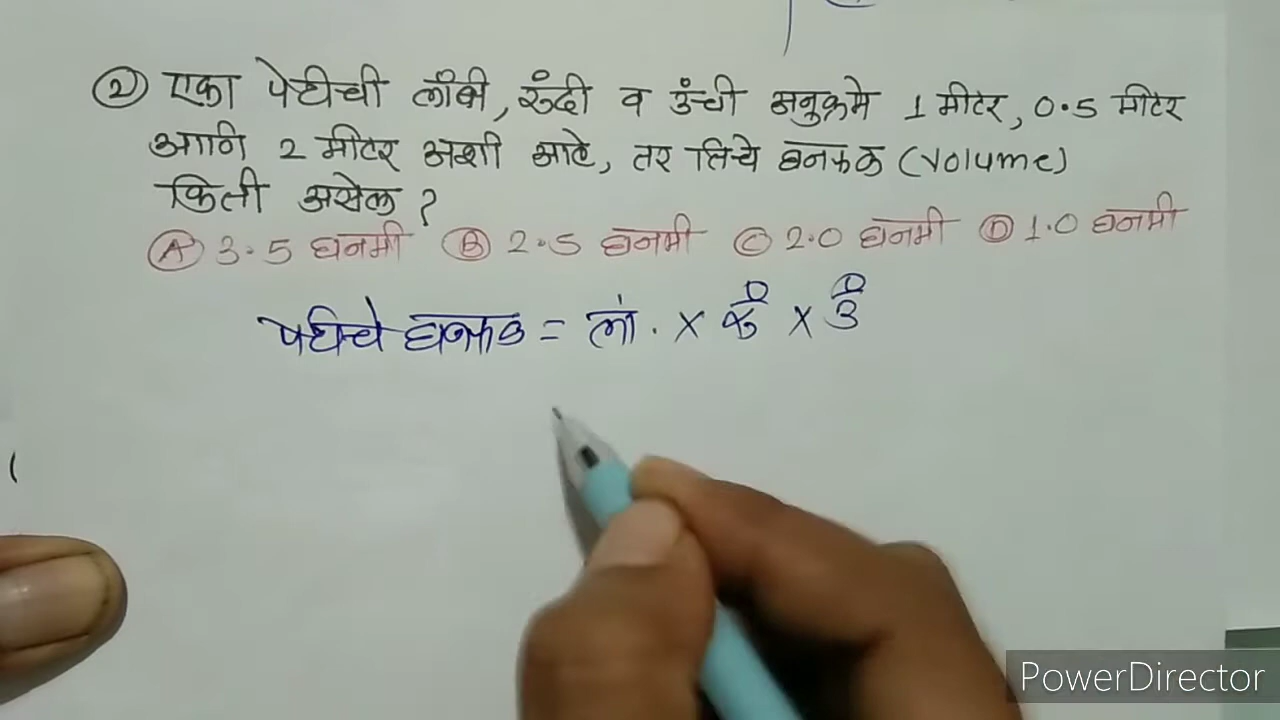 ② एका पेटीची लांबी, रुंदी व उंची अनुक्रमे 1 मीटर, 0.5 मीटर
आणि 2 मीटर अशी आहे, तर तिचे घनफळ (volume)
किती असेल ?
Ⓐ 3.5 घनमी Ⓑ 2.5 घनमी Ⓒ 2.0 घनमी Ⓓ 1.0 घनमी
पेटीचे घनफळ = लां. × रुं × उं
PowerDirector